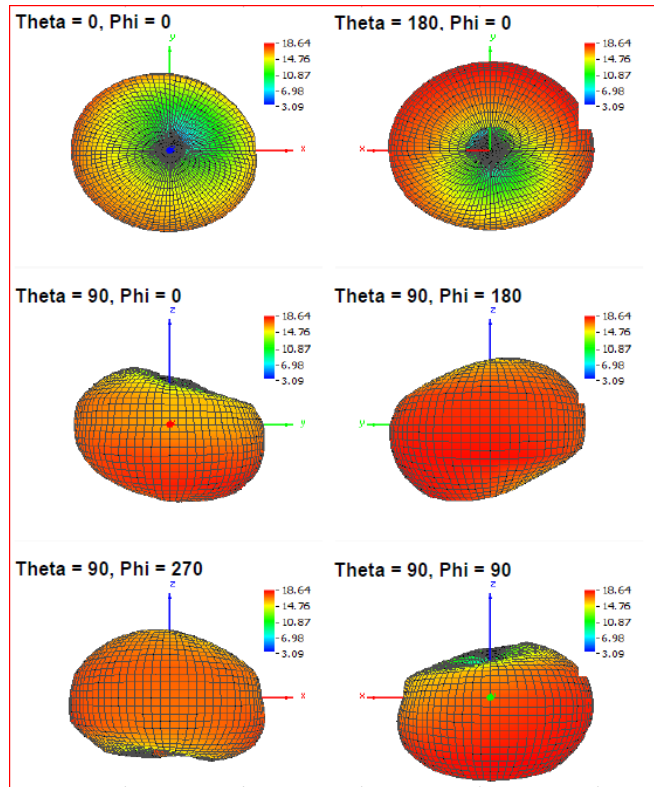 Theta = 0, Phi = 0
y
18.64
14.76
10.87
6.98
3.09
x
Theta = 180, Phi = 0
y
18.64
14.76
10.87
6.98
3.09
x
Theta = 90, Phi = 0
z
18.64
14.76
10.87
6.98
3.09
y
Theta = 90, Phi = 180
z
18.64
14.76
10.87
6.98
3.09
y
Theta = 90, Phi = 270
z
18.64
14.76
10.87
6.98
3.09
x
Theta = 90, Phi = 90
z
18.64
14.76
10.87
6.98
3.09
x